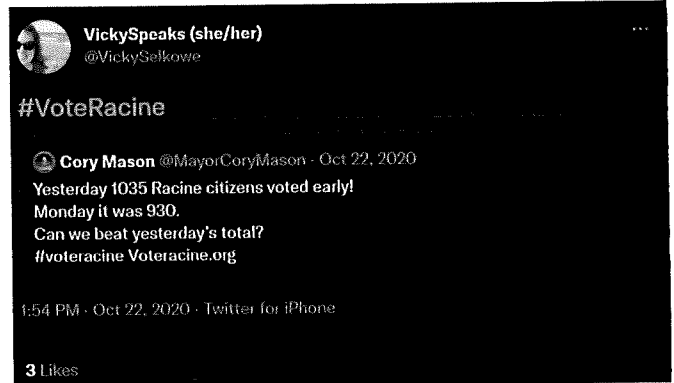 VickySpeaks (she/her)
@VickySelkowe
#VoteRacine
Cory Mason @MayorCoryMason · Oct 22, 2020
Yesterday 1035 Racine citizens voted early!
Monday it was 930.
Can we beat yesterday's total?
#voteracine Voteracine.org
1:54 PM · Oct 22, 2020 · Twitter for iPhone
3 Likes